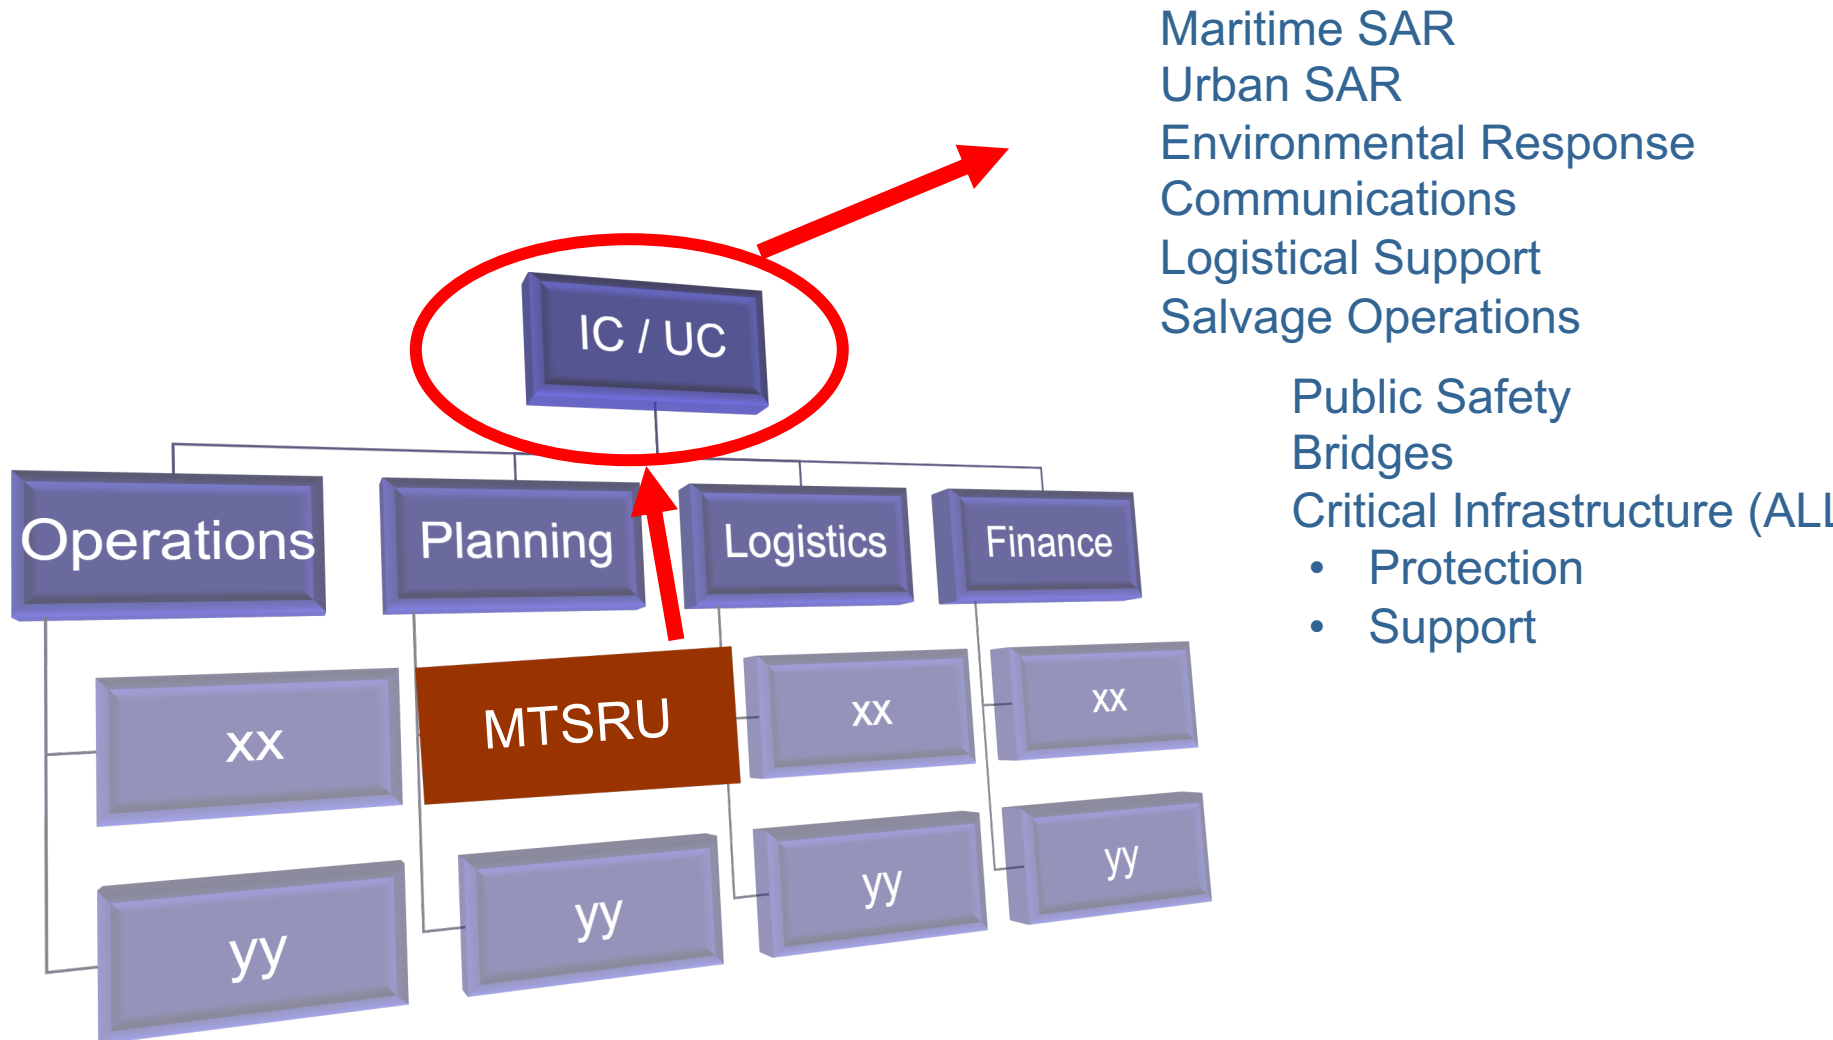 Maritime SAR
Urban SAR
Environmental Response
Communications
Logistical Support
Salvage Operations
Public Safety
Bridges
Critical Infrastructure (ALL
• Protection
• Support
IC / UC
Operations
Planning
Logistics
Finance
xx
MTSRU
xx
xx
yy
yy
yy
yy